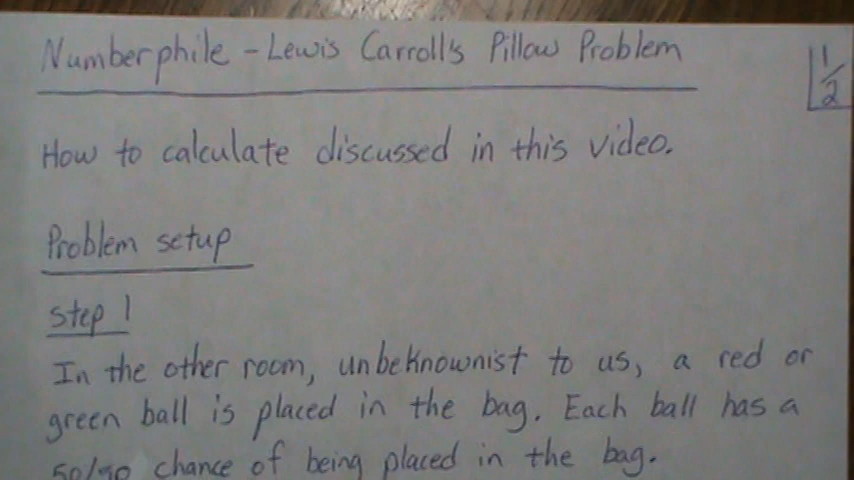 Numberphile - Lewis Carroll's Pillow Problem
1/2
How to calculate discussed in this video.
Problem setup
Step 1
In the other room, unbeknownist to us, a red or
green ball is placed in the bag. Each ball has a
50/50 chance of being placed in the bag.